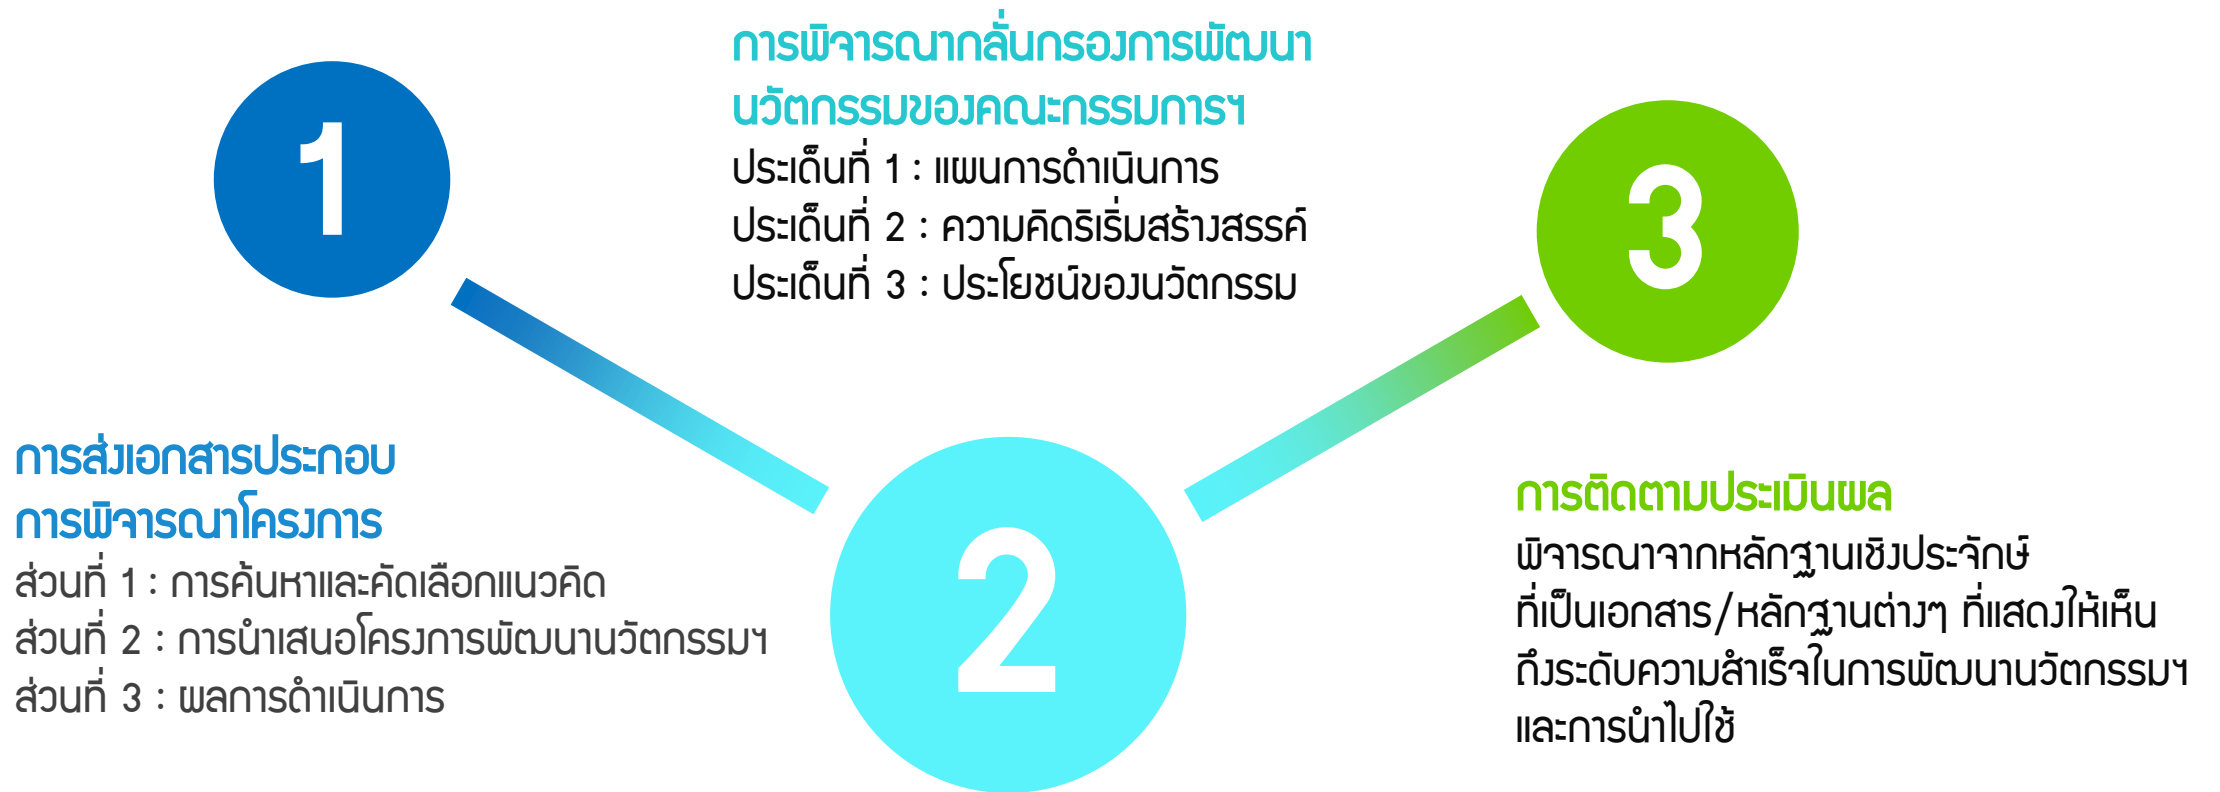 1
การส่งเอกสารประกอบ
การพิจารณาโครงการ
ส่วนที่ 1 : การค้นหาและคัดเลือกแนวคิด
ส่วนที่ 2 : การนำเสนอโครงการพัฒนานวัตกรรมฯ
ส่วนที่ 3 : ผลการดำเนินการ
การพิจารณากลั่นกรองการพัฒนา
นวัตกรรมของคณะกรรมการฯ
ประเด็นที่ 1 : แผนการดำเนินการ
ประเด็นที่ 2 : ความคิดริเริ่มสร้างสรรค์
ประเด็นที่ 3 : ประโยชน์ของนวัตกรรม
2
3
การติดตามประเมินผล
พิจารณาจากหลักฐานเชิงประจักษ์
ที่เป็นเอกสาร/หลักฐานต่างๆ ที่แสดงให้เห็น
ถึงระดับความสำเร็จในการพัฒนานวัตกรรมฯ
และการนำไปใช้